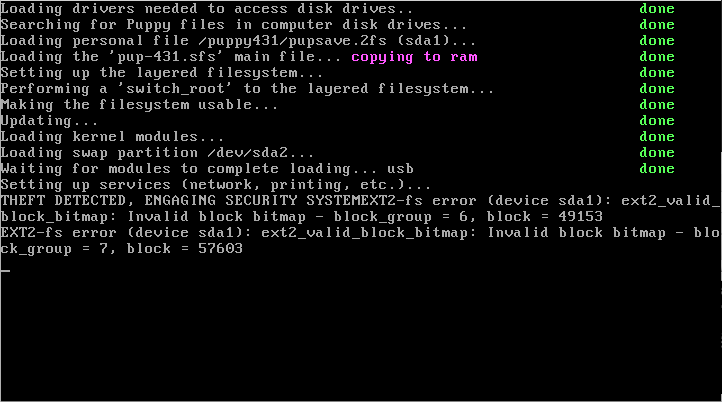 Loading drivers needed to access disk drives.. done
Searching for Puppy files in computer disk drives... done
Loading personal file /puppy431/pupsave.2fs (sda1)... done
Loading the 'pup-431.sfs' main file... copying to ram done
Setting up the layered filesystem... done
Performing a 'switch_root' to the layered filesystem... done
Making the filesystem usable... done
Updating... done
Loading kernel modules... done
Loading swap partition /dev/sda2... done
Waiting for modules to complete loading... usb done
Setting up services (network, printing, etc.)...
THEFT DETECTED, ENGAGING SECURITY SYSTEMEXT2-fs error (device sda1): ext2_valid_
block_bitmap: Invalid block bitmap - block_group = 6, block = 49153
EXT2-fs error (device sda1): ext2_valid_block_bitmap: Invalid block bitmap - blo
ck_group = 7, block = 57603
_